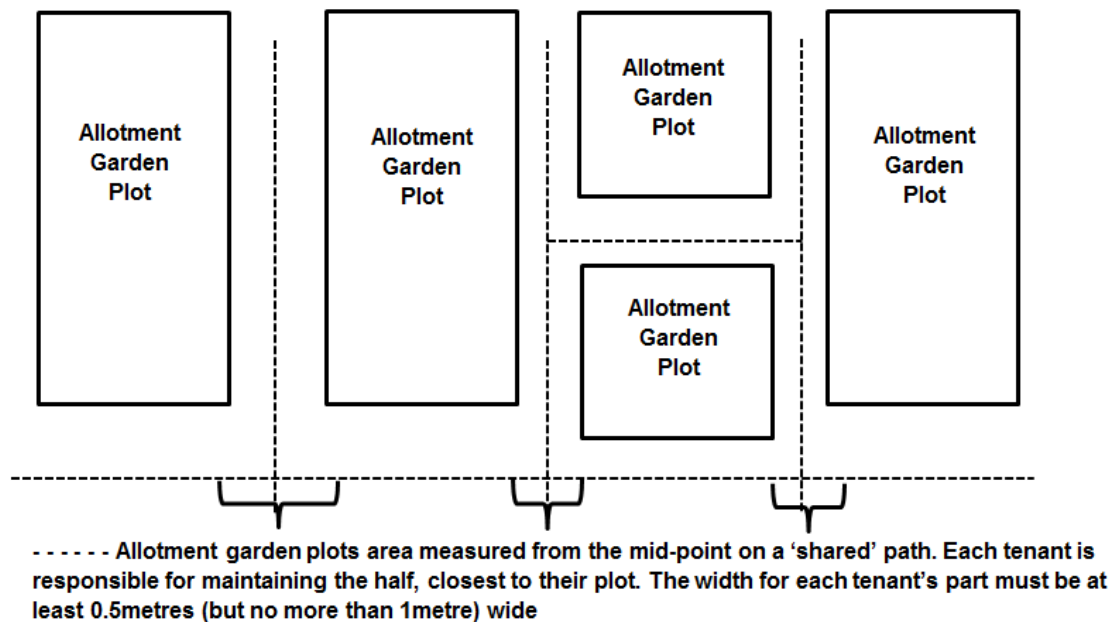 Allotment
Garden
Plot
Allotment
Garden
Plot
Allotment
Garden
Plot
Allotment
Garden
Plot
Allotment
Garden
Plot
- - - - - - Allotment garden plots area measured from the mid-point on a ‘shared’ path. Each tenant is
responsible for maintaining the half, closest to their plot. The width for each tenant’s part must be at
least 0.5metres (but no more than 1metre) wide